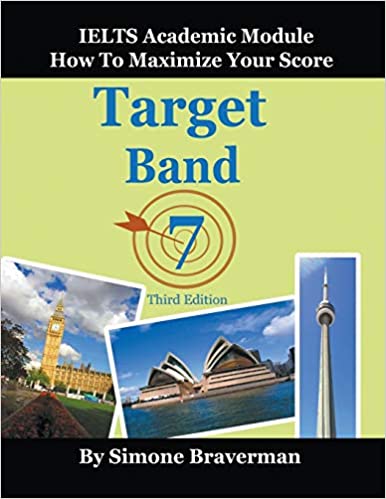 IELTS Academic Module
How To Maximize Your Score
Target
Band
7
Third Edition
By Simone Braverman